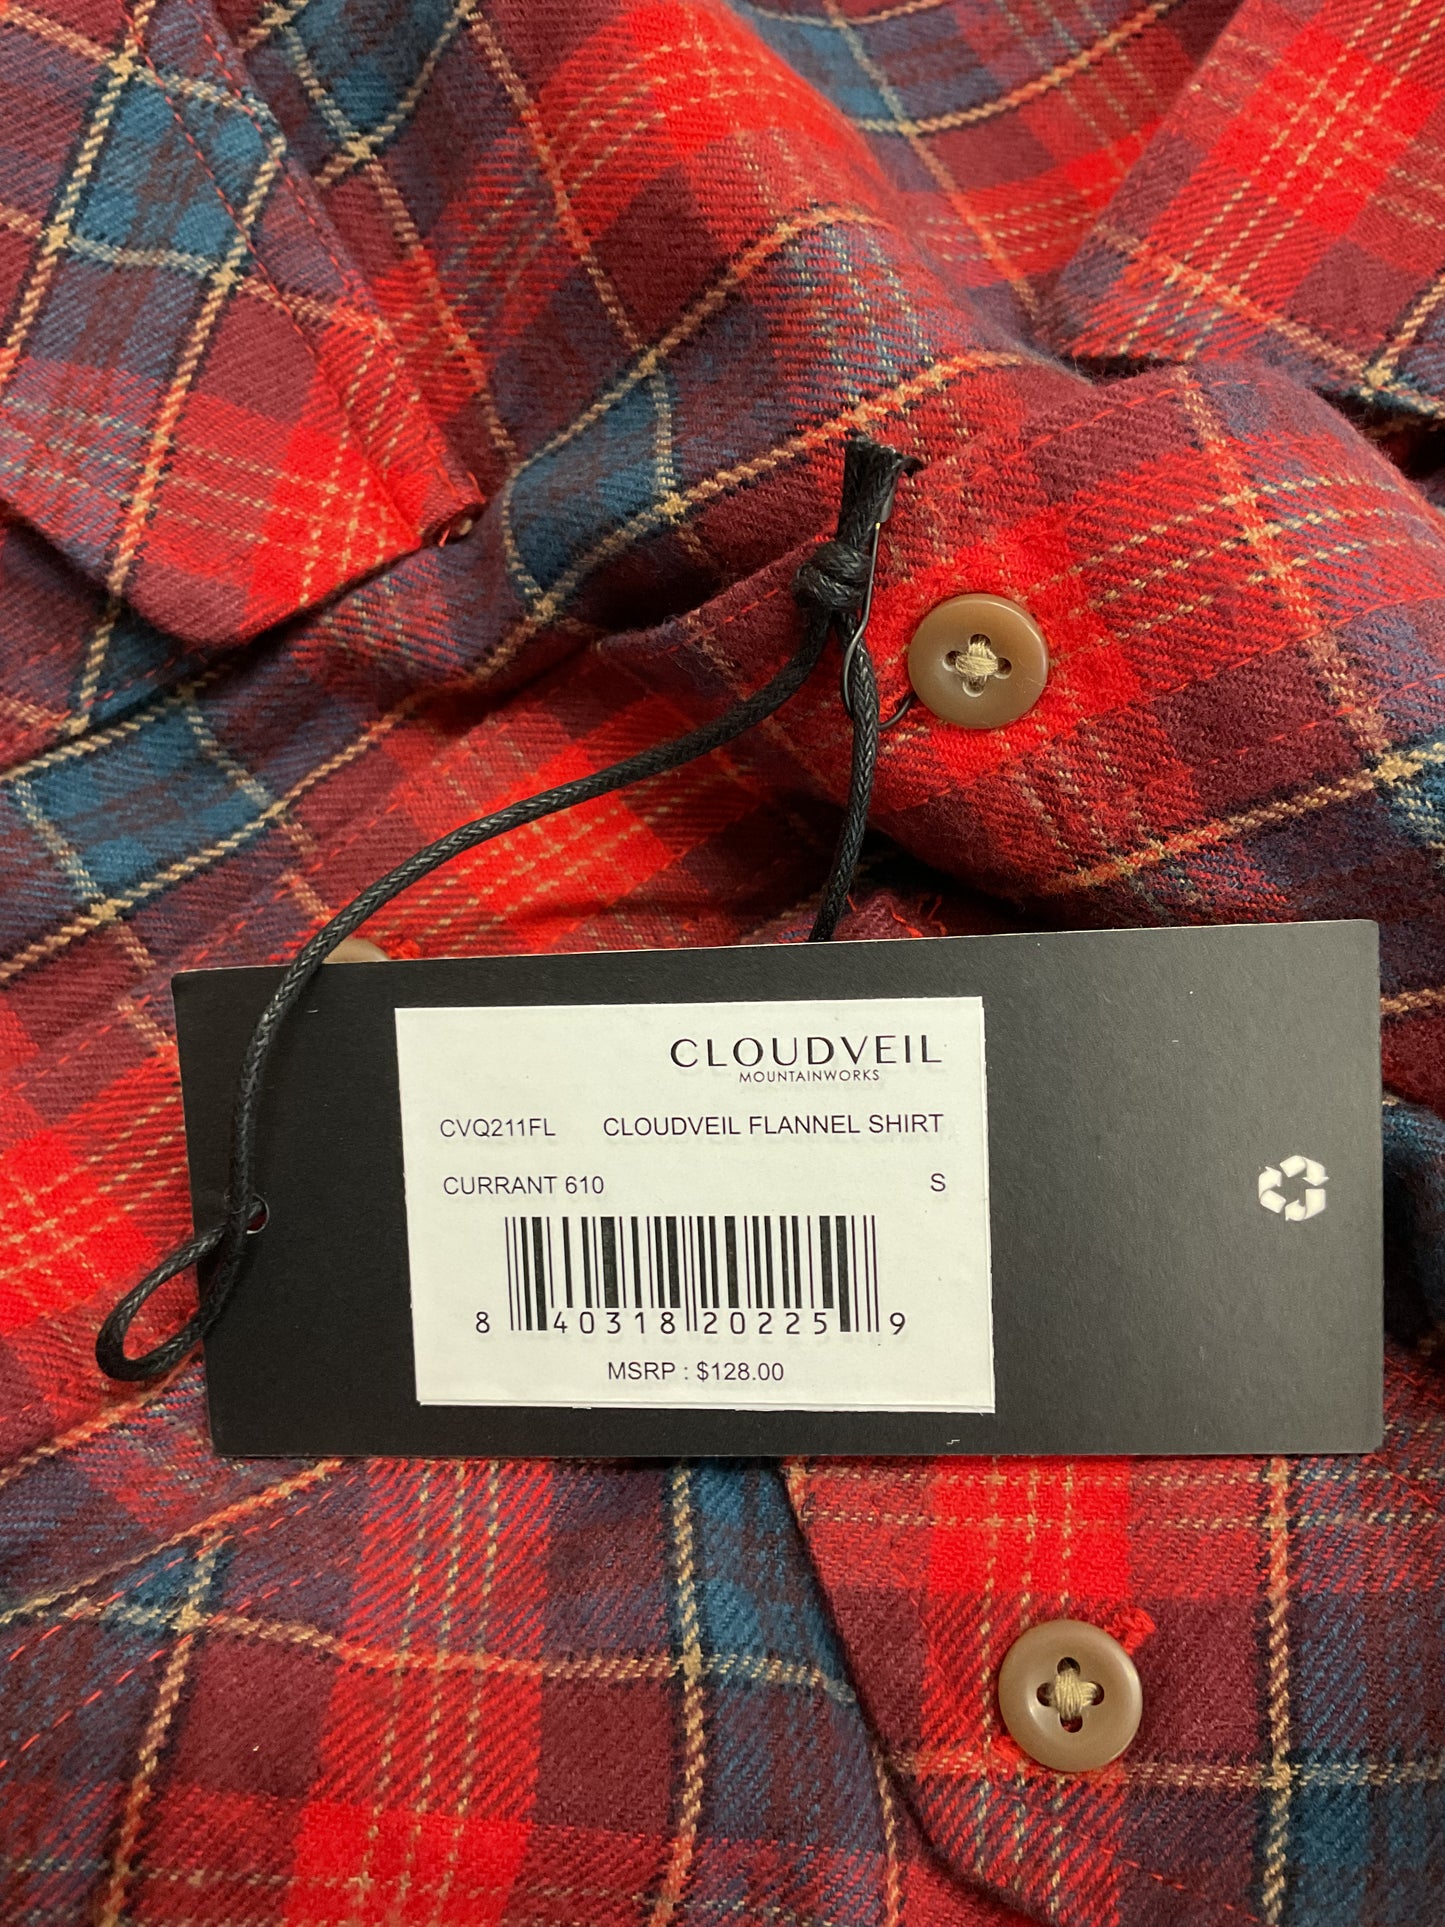 CLOUDVEIL
MOUNTAINWORKS
CVQ211FL CLOUDVEIL FLANNEL SHIRT
CURRANT 610 S
8 40318 20225 9
MSRP : $128.00